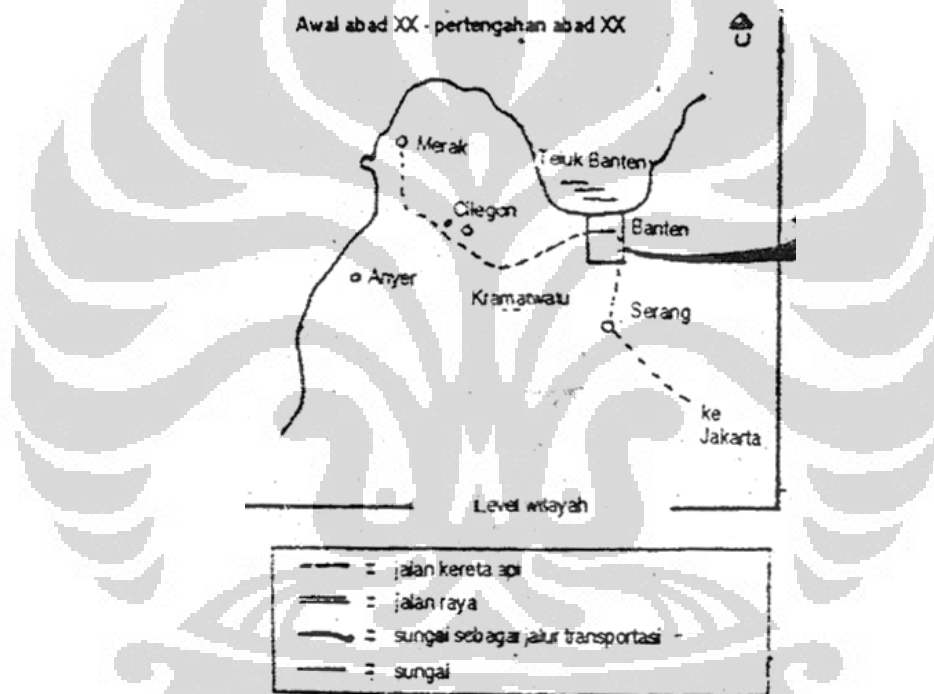 Awal abad XX - pertengahan abad XX
U
Merak
Teluk Banten
Cilegon
Banten
Anyer
Kramatwatu
Serang
ke
Jakarta
Level wilayah
= jalan kereta api
= jalan raya
= sungai sebagai jalur transportasi
= sungai